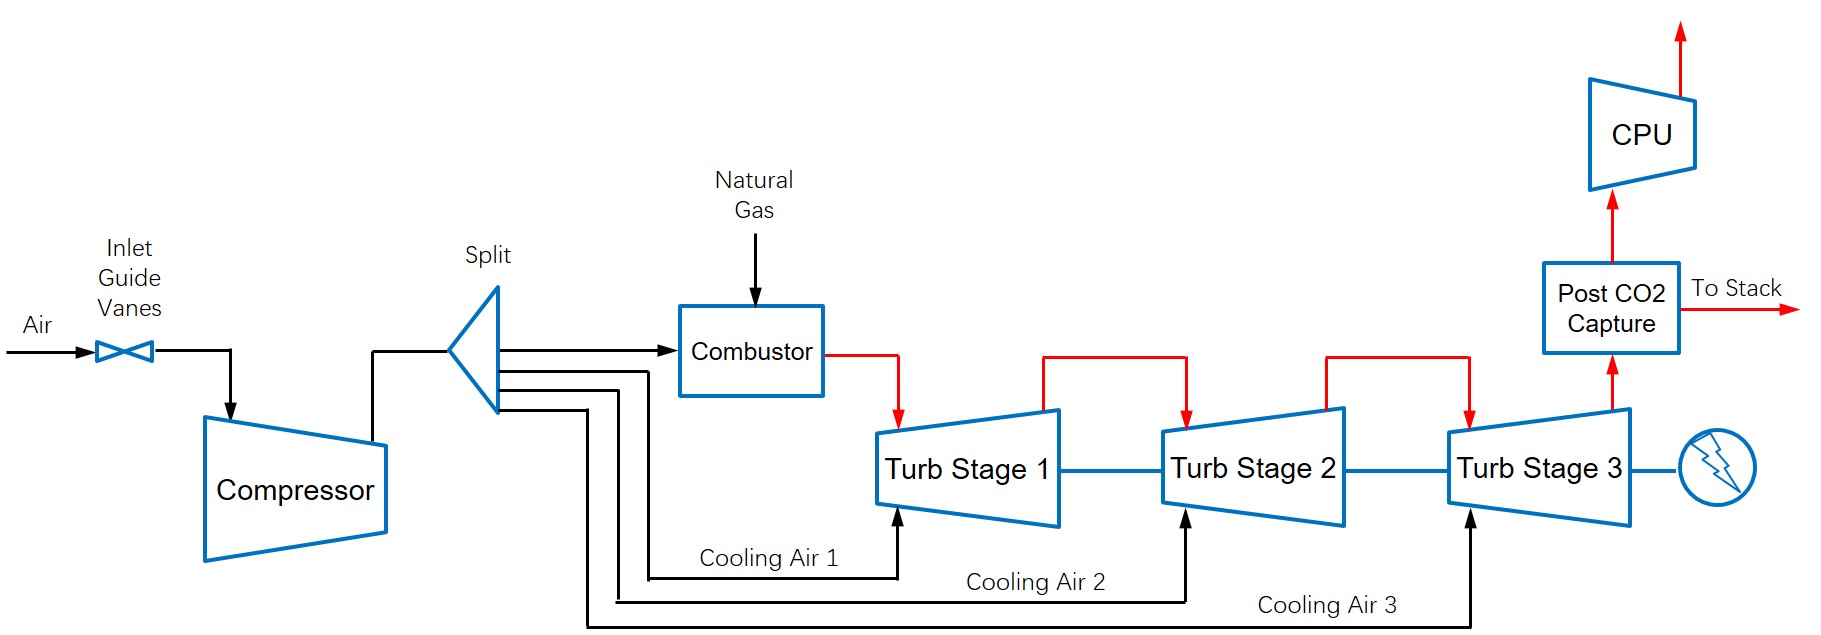 Air
Inlet
Guide
Vanes
Compressor
Split
Natural
Gas
Combustor
Turb Stage 1
Turb Stage 2
Turb Stage 3
Cooling Air 1
Cooling Air 2
Cooling Air 3
CPU
Post CO2
Capture
To Stack